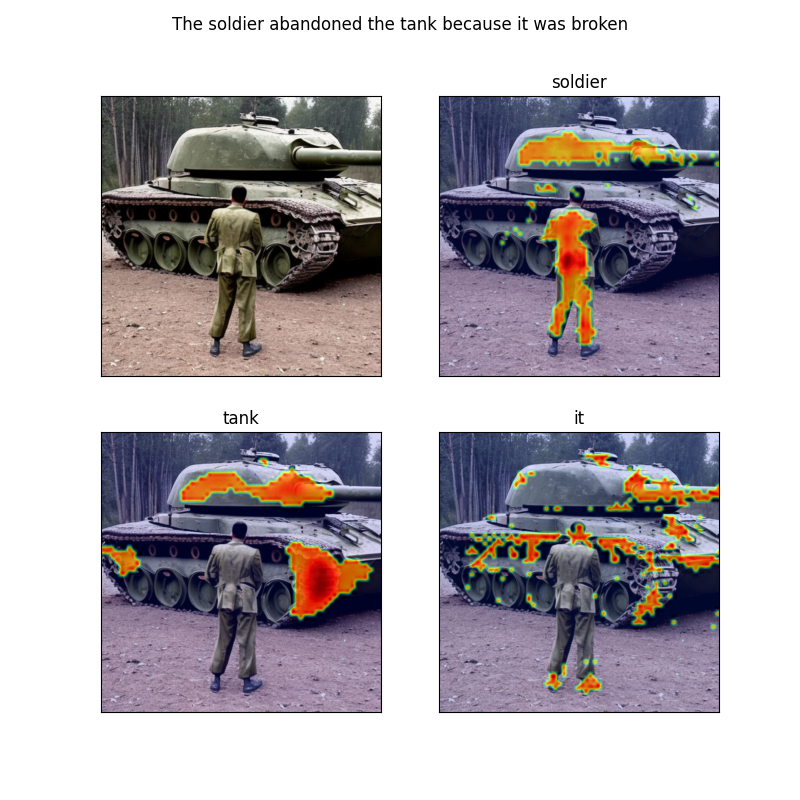 The soldier abandoned the tank because it was broken
soldier
tank
it